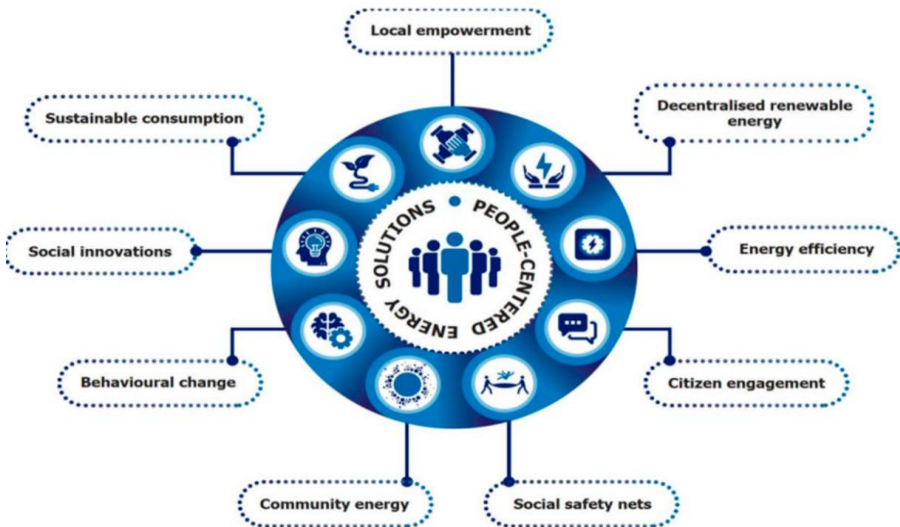 Local empowerment
Sustainable consumption
Decentralised renewable
energy
Social innovations
PEOPLE-CENTERED ENERGY SOLUTIONS
Energy efficiency
Behavioural change
Citizen engagement
Community energy
Social safety nets